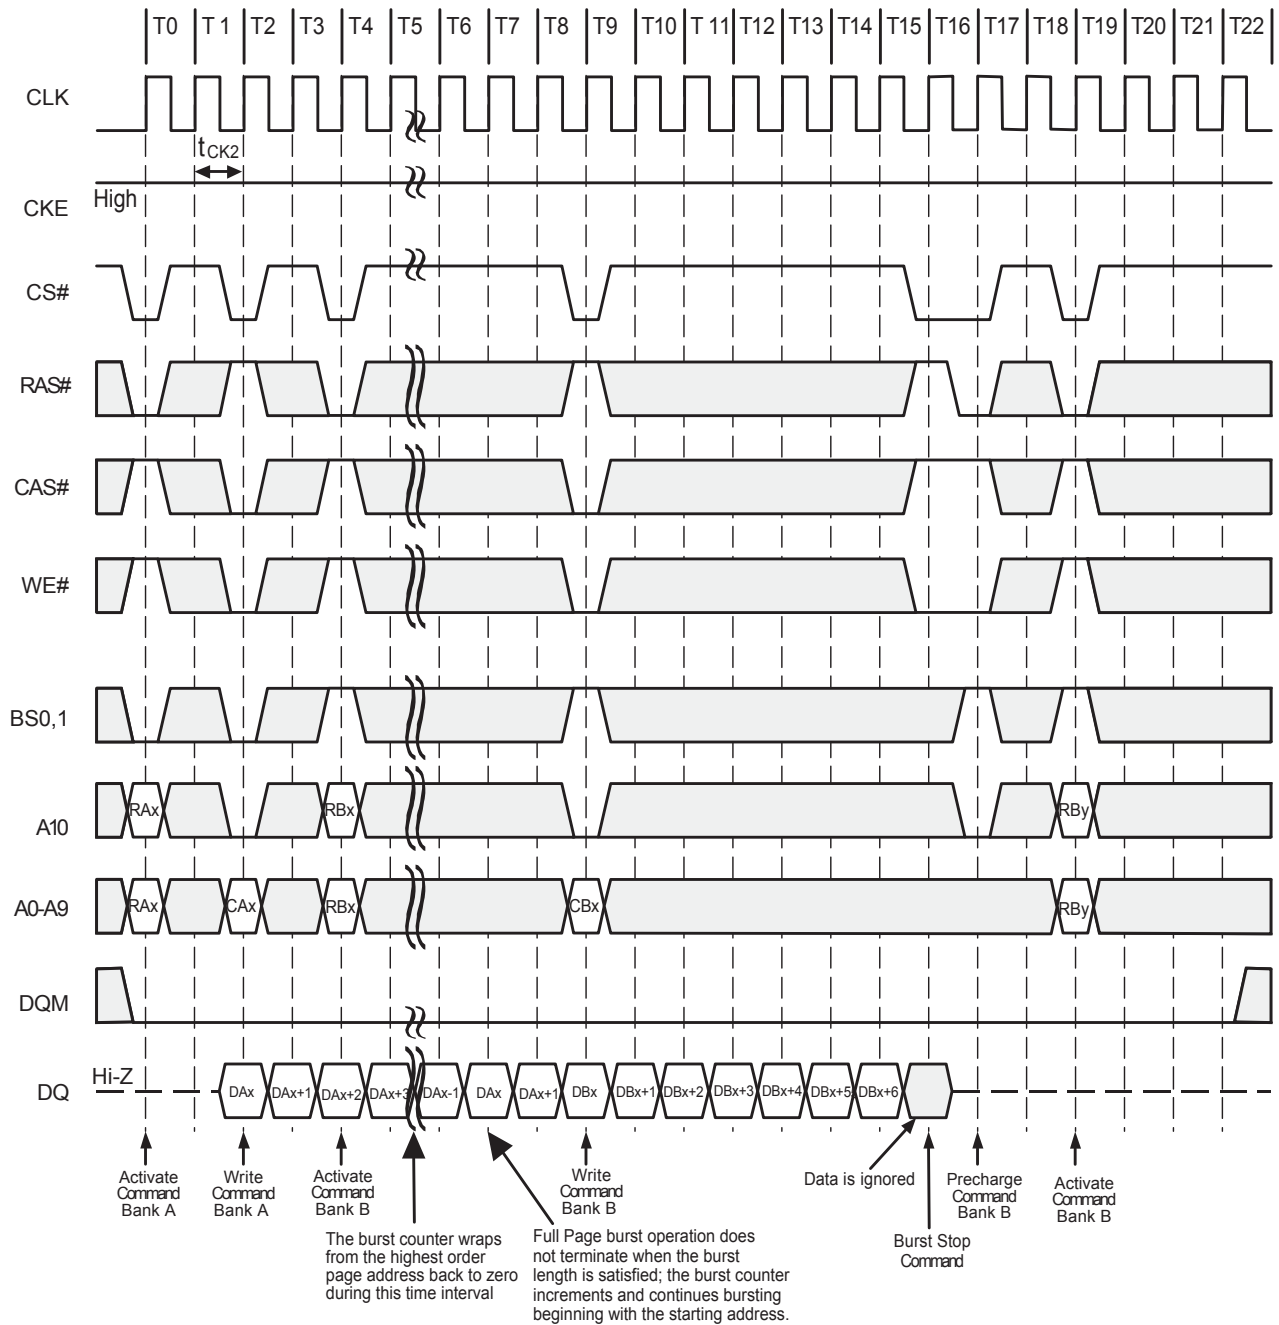 T0 T 1 T2 T3 T4 T5 T6 T7 T8 T9 T10 T 11 T12 T13 T14 T15 T16 T17 T18 T19 T20 T21 T22
CLK
tCK2
High
CKE
CS#
RAS#
CAS#
WE#
BS0,1
RAx RBx RBy
A10
A0-A9 RAx CAx RBx CBx RBy
DQM
Hi-Z
DQ DAx DAx+1 DAx+2 DAx+3 DAx-1 DAx DAx+1 DBx DBx+1 DBx+2 DBx+3 DBx+4 DBx+5 DBx+6
Activate
Command
Bank A
Write
Command
Bank A
Activate
Command
Bank B
The burst counter wraps
from the highest order
page address back to zero
during this time interval
Write
Command
Bank B
Full Page burst operation does
not terminate when the burst
length is satisfied; the burst counter
increments and continues bursting
beginning with the starting address.
Data is ignored
Burst Stop
Command
Precharge
Command
Bank B
Activate
Command
Bank B